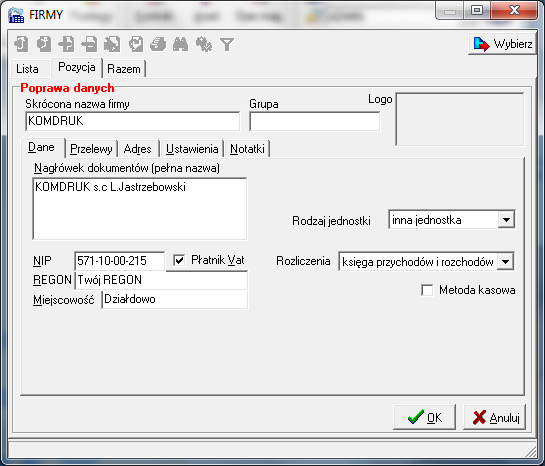 FIRMY
Wybierz
Lista Pozycja Razem
Poprawa danych
Skrócona nazwa firmy Grupa Logo
KOMDRUK
Dane Przelewy Adres Ustawienia Notatki
Nagłówek dokumentów (pełna nazwa)
KOMDRUK s.c L.Jastrzebowski
Rodzaj jednostki inna jednostka
NIP 571-10-00-215 Płatnik Vat Rozliczenia księga przychodów i rozchodów
REGON Twój REGON
Metoda kasowa
Miejscowość Działdowo
OK Anuluj